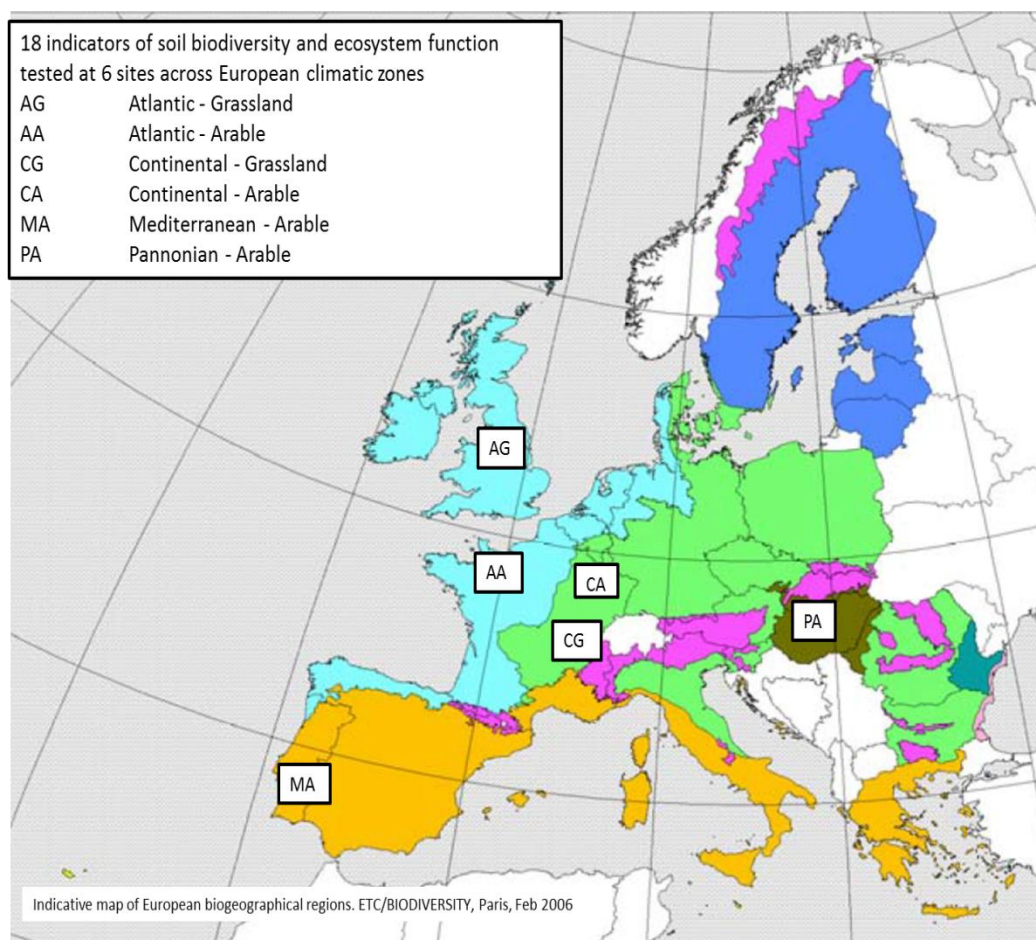 18 indicators of soil biodiversity and ecosystem function
tested at 6 sites across European climatic zones
AG Atlantic - Grassland
AA Atlantic - Arable
CG Continental - Grassland
CA Continental - Arable
MA Mediterranean - Arable
PA Pannonian - Arable
AG
AA
CA
CG
PA
MA
Indicative map of European biogeographical regions. ETC/BIODIVERSITY, Paris, Feb 2006